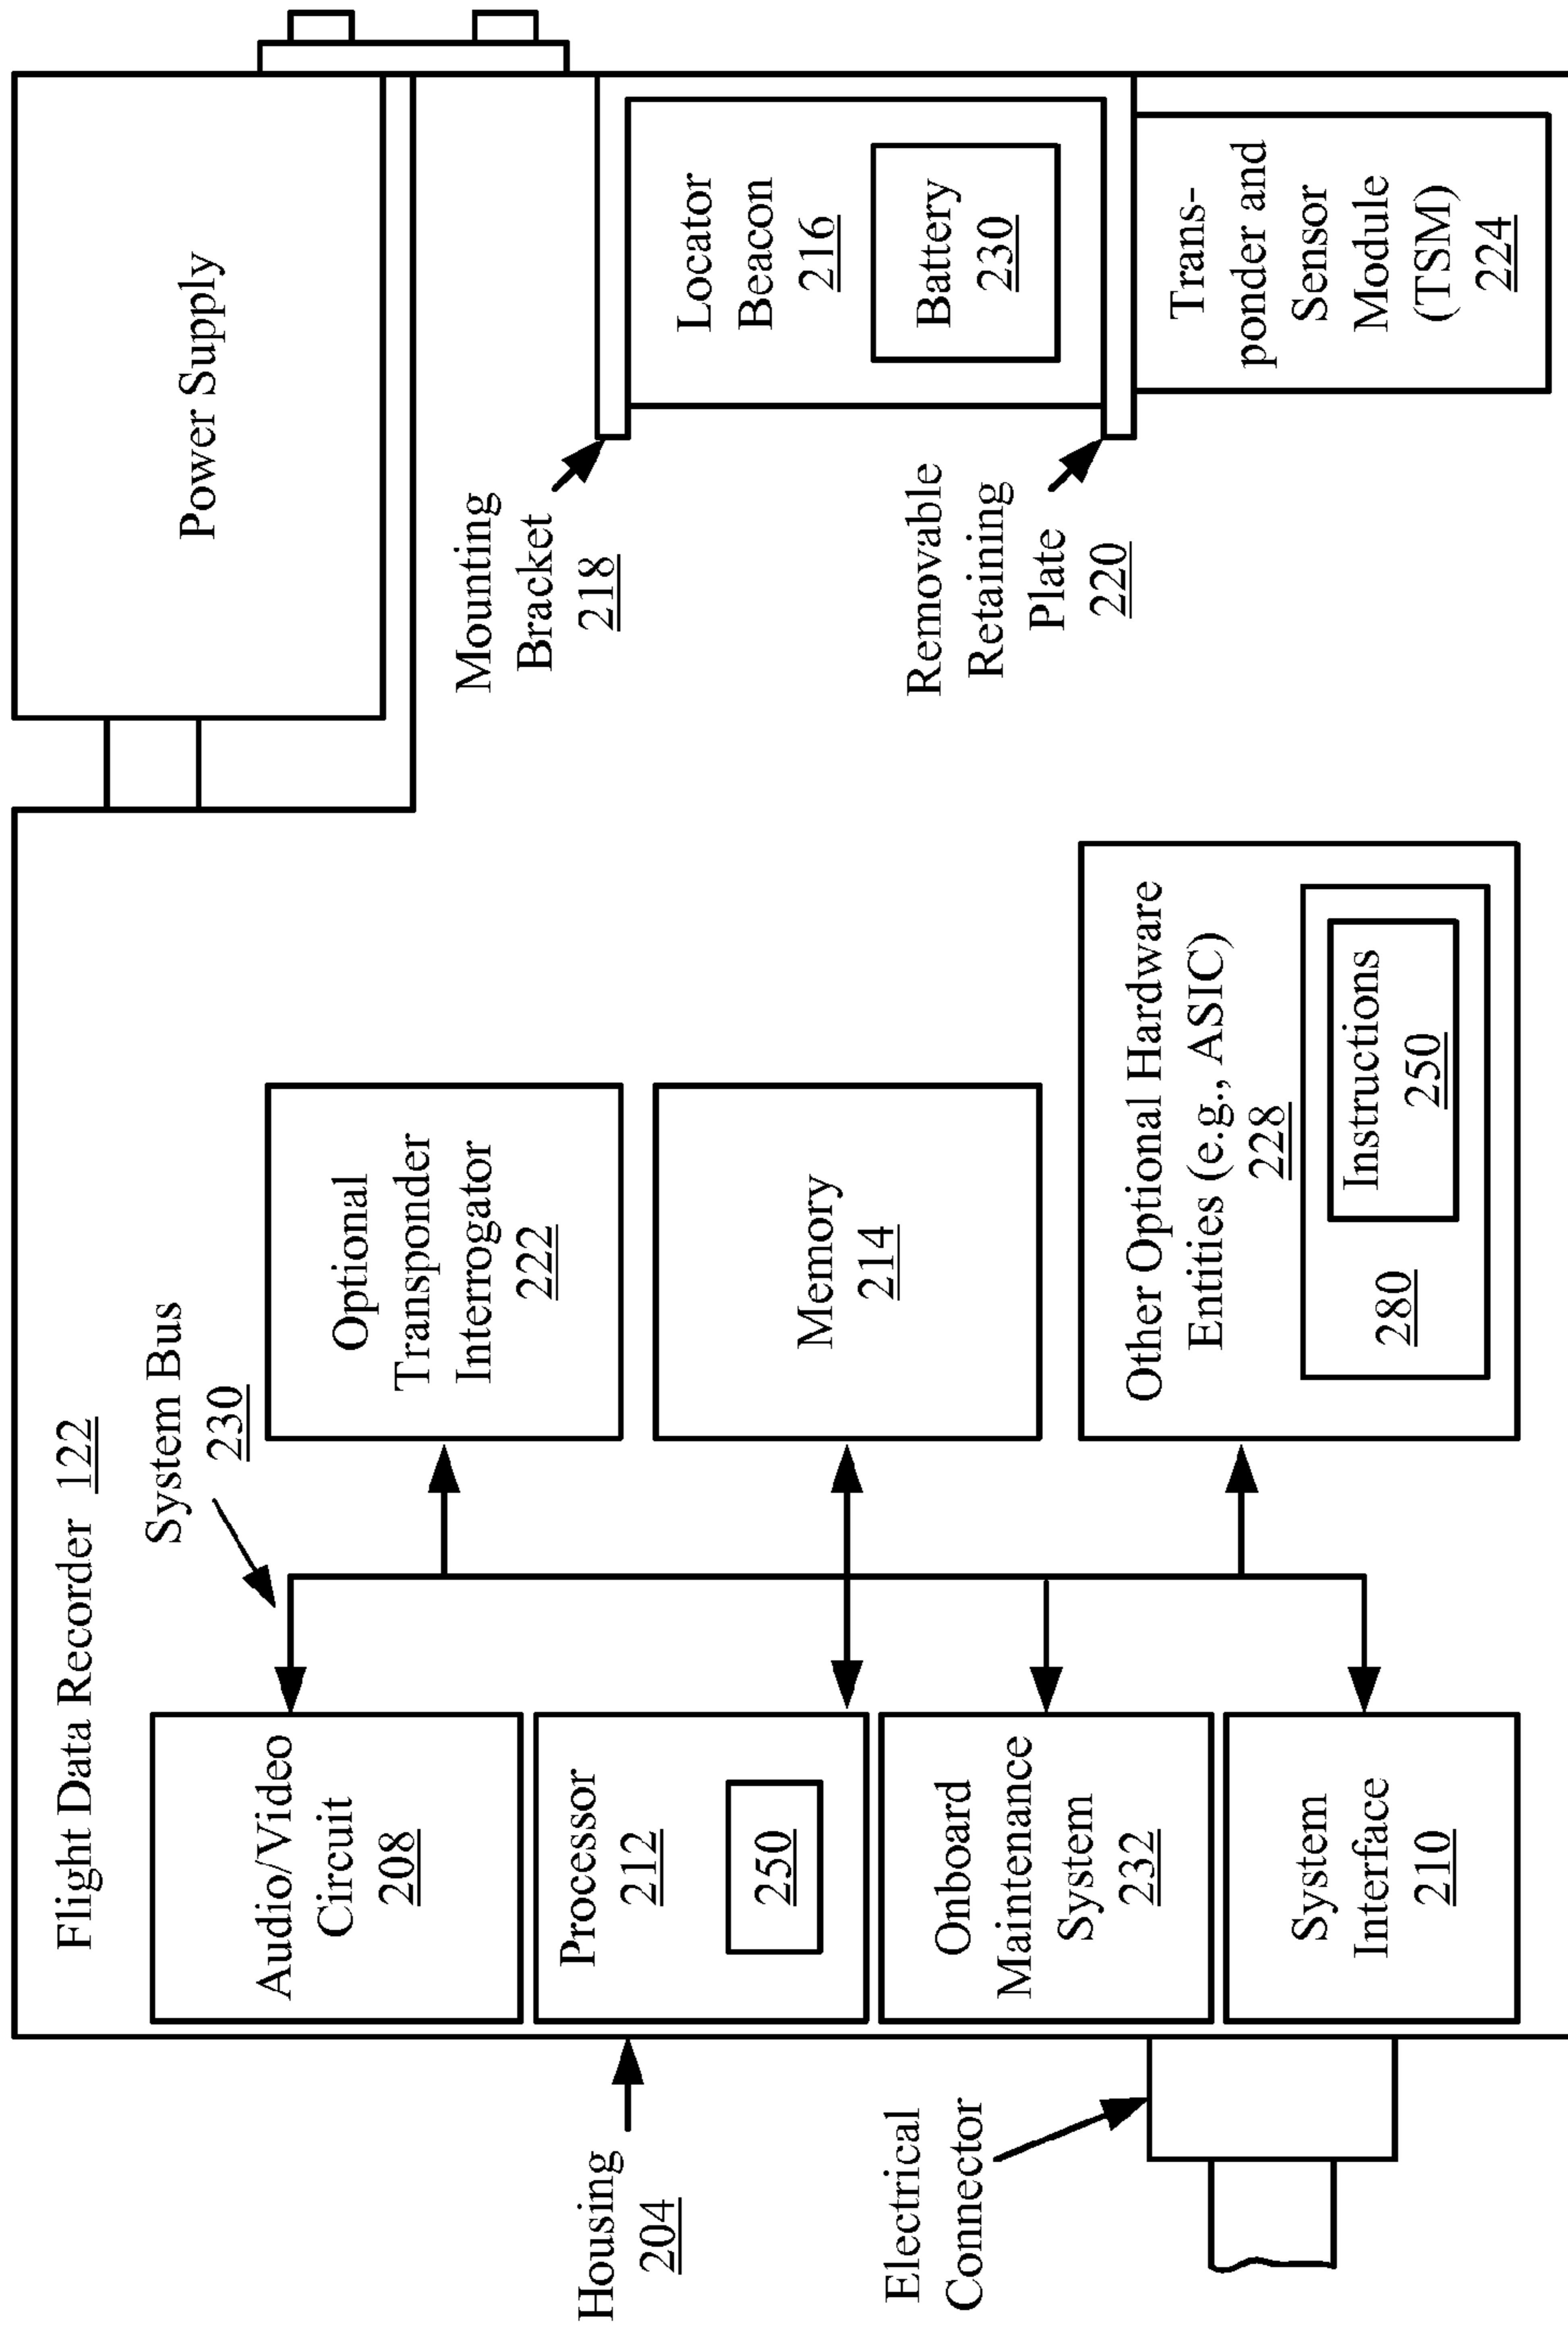 Flight Data Recorder 122
System Bus
230
Power Supply
Audio/Video
Circuit
208
Optional
Transponder
Interrogator
222
Housing
204
Processor
212
250
Memory
214
Mounting
Bracket
218
Locator
Beacon
216
Battery
230
Electrical
Connector
Onboard
Maintenance
System
232
Removable
Retaining
Plate
220
Other Optional Hardware
Entities (e.g., ASIC)
228
280
Instructions
250
System
Interface
210
Trans-
ponder and
Sensor
Module
(TSM)
224